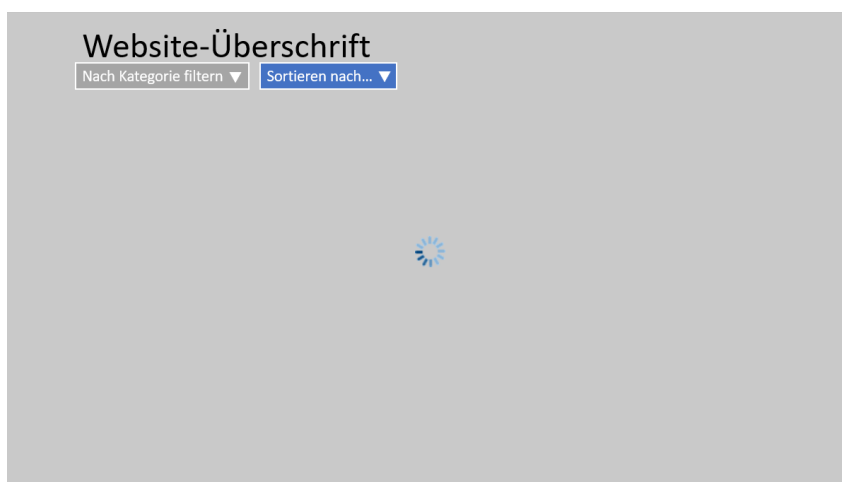 Website-Überschrift
Nach Kategorie filtern ▼ Sortieren nach... ▼